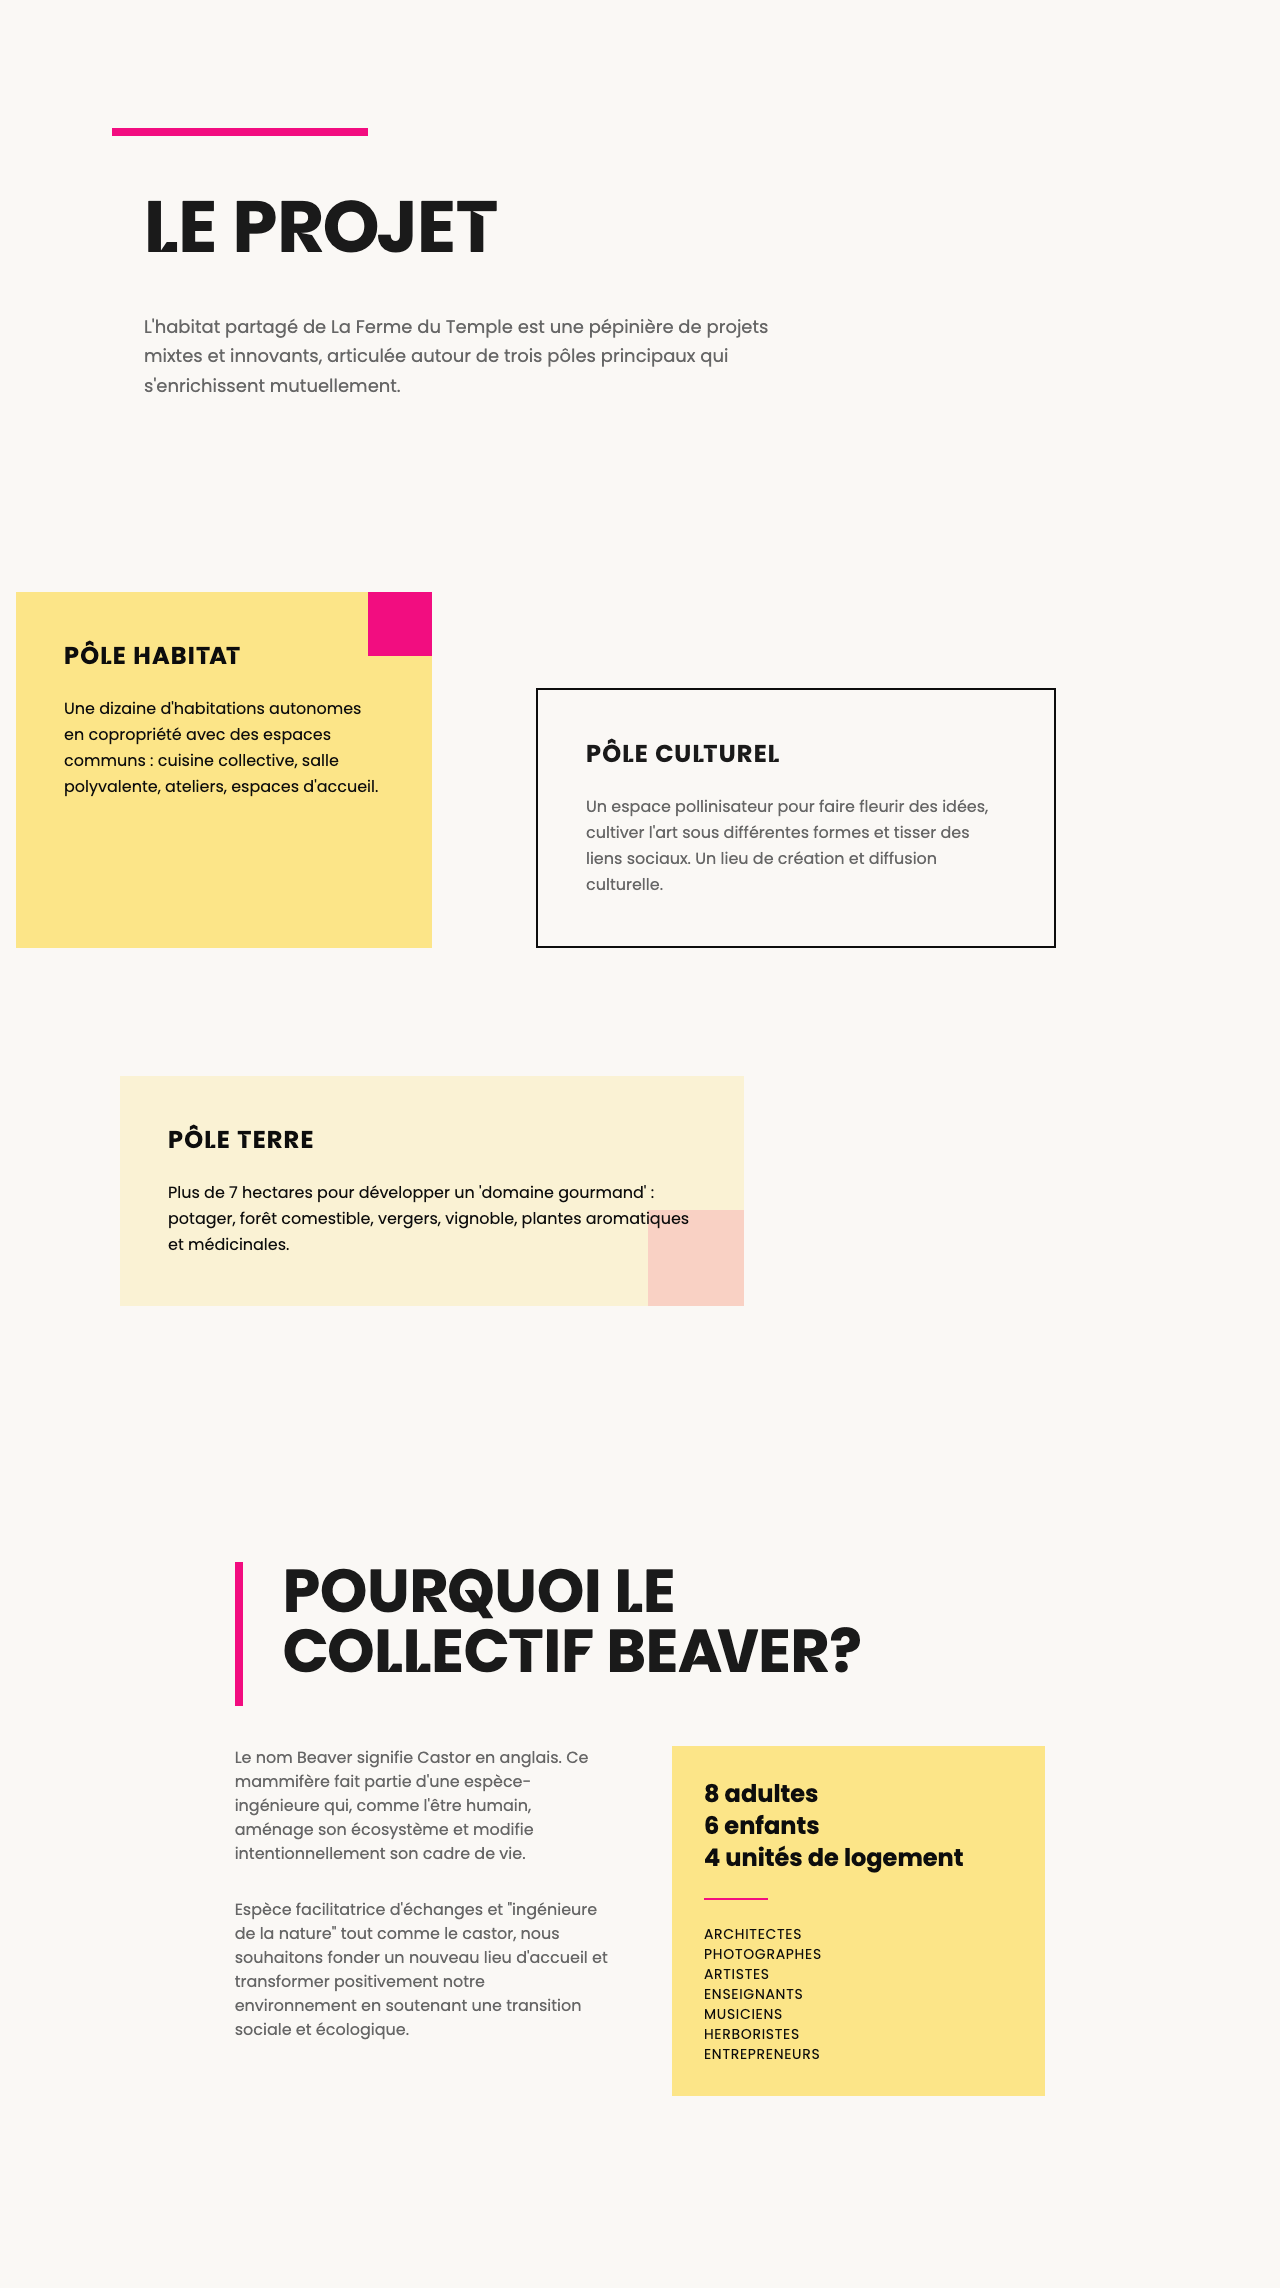 LE PROJET
L'habitat partagé de La Ferme du Temple est une pépinière de projets
mixtes et innovants, articulée autour de trois pôles principaux qui
s'enrichissent mutuellement.
PÔLE HABITAT
Une dizaine d'habitations autonomes
en copropriété avec des espaces
communs : cuisine collective, salle
polyvalente, ateliers, espaces d'accueil.
PÔLE CULTUREL
Un espace pollinisateur pour faire fleurir des idées,
cultiver l'art sous différentes formes et tisser des
liens sociaux. Un lieu de création et diffusion
culturelle.
PÔLE TERRE
Plus de 7 hectares pour développer un 'domaine gourmand' :
potager, forêt comestible, vergers, vignoble, plantes aromatiques
et médicinales.
POURQUOI LE
COLLECTIF BEAVER?
Le nom Beaver signifie Castor en anglais. Ce
mammifère fait partie d'une espèce-
ingénieure qui, comme l'être humain,
aménage son écosystème et modifie
intentionnellement son cadre de vie.
Espèce facilitatrice d'échanges et "ingénieure
de la nature" tout comme le castor, nous
souhaitons fonder un nouveau lieu d'accueil et
transformer positivement notre
environnement en soutenant une transition
sociale et écologique.
8 adultes
6 enfants
4 unités de logement
ARCHITECTES
PHOTOGRAPHES
ARTISTES
ENSEIGNANTS
MUSICIENS
HERBORISTES
ENTREPRENEURS